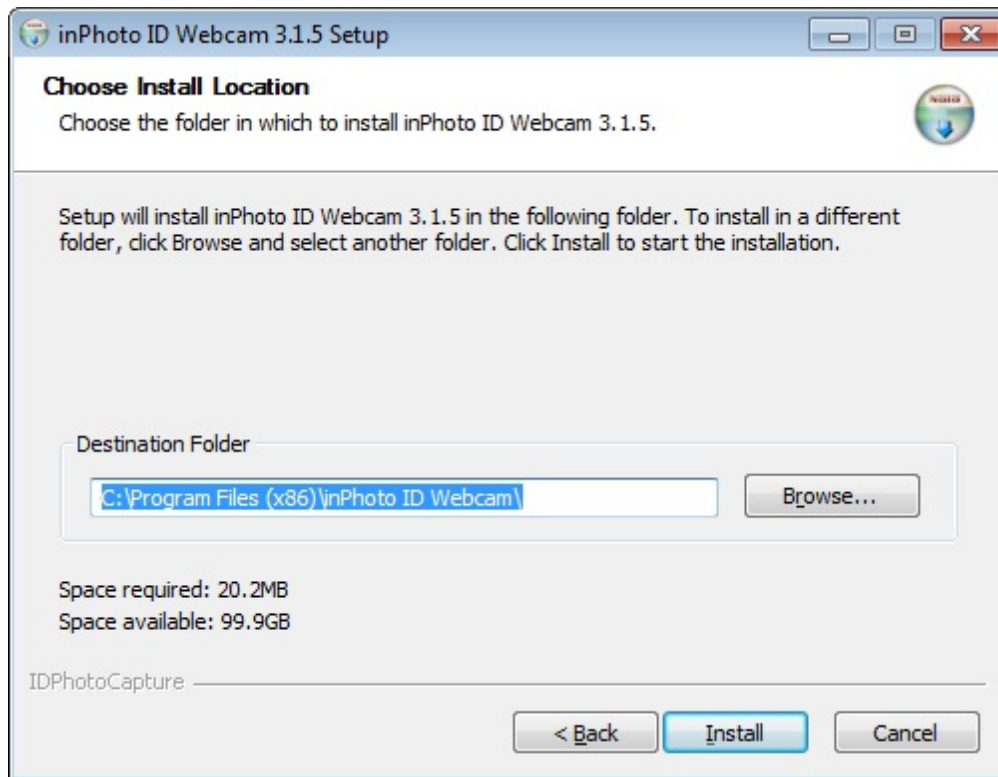 inPhoto ID Webcam 3.1.5 Setup
Choose Install Location
Choose the folder in which to install inPhoto ID Webcam 3.1.5.
Setup will install inPhoto ID Webcam 3.1.5 in the following folder. To install in a different
folder, click Browse and select another folder. Click Install to start the installation.
Destination Folder
C:\Program Files (x86)\inPhoto ID Webcam\
Browse...
Space required: 20.2MB
Space available: 99.9GB
IDPhotoCapture
< Back
Install
Cancel